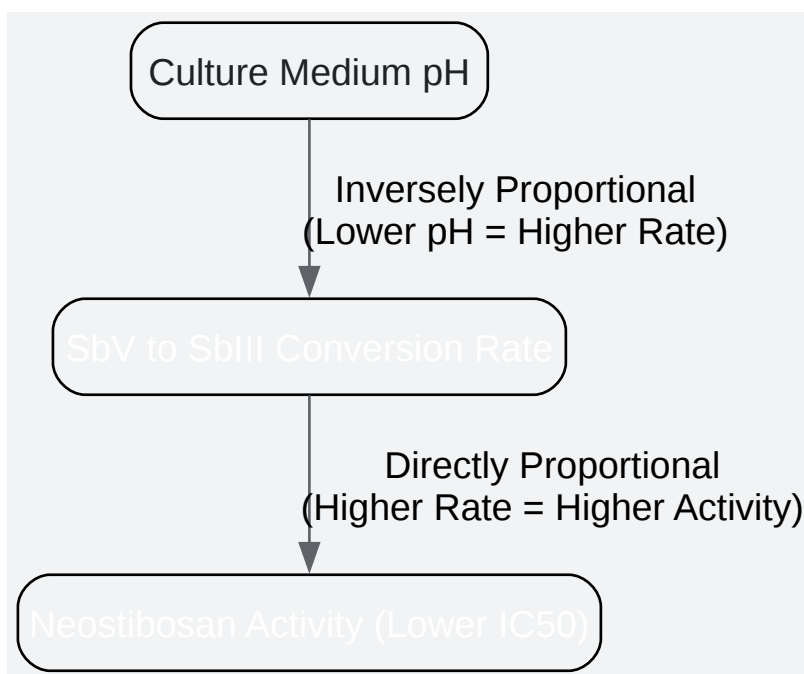 Culture Medium pH
Inversely Proportional
(Lower pH = Higher Rate)
SbV to SbIII Conversion Rate
Directly Proportional
(Higher Rate = Higher Activity)
Neostibosan Activity (Lower IC50)